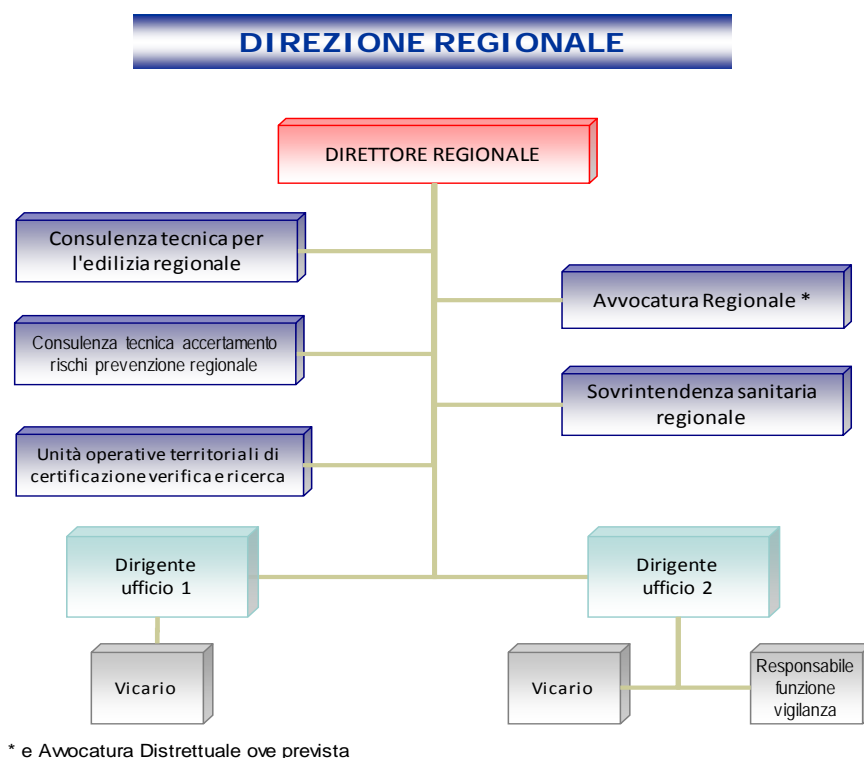 DIREZIONE REGIONALE
DIRETTORE REGIONALE
Consulenza tecnica per
l'edilizia regionale
Avvocatura Regionale *
Consulenza tecnica accertamento
rischi prevenzione regionale
Sovrintendenza sanitaria
regionale
Unità operative territoriali di
certificazione verifica e ricerca
Dirigente
ufficio 1
Dirigente
ufficio 2
Vicario
Vicario
Responsabile
funzione
vigilanza
* e Avvocatura Distrettuale ove prevista